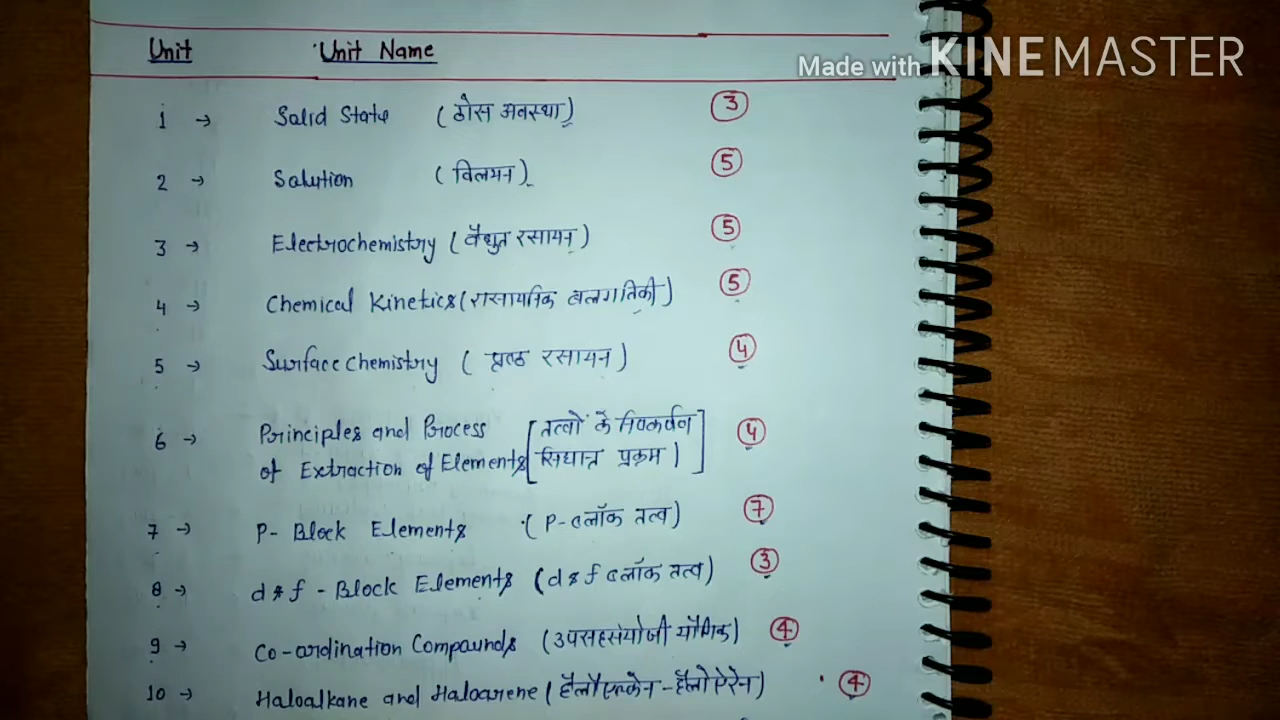 Unit Unit Name
Made with KINEMASTER
1 → Solid State (ठोस अवस्था) 3
2 → Solution (विलयन) 5
3 → Electrochemistry (वैधुत रसायन) 5
4 → Chemical Kinetics (रासायनिक बलगतिकी) 5
5 → Surface Chemistry (प्रष्ठ रसायन) 4
6 → Principles and Process [तत्वों के निष्कर्षण 4
of Extraction of Elements सिधान्त प्रक्रम)]
7 → P- Block Elements (P-ब्लॉक तत्व) 7
8 → d & f - Block Elements (d & f ब्लॉक तत्व) 3
9 → Co-ordination Compounds (उपसहसंयोजी यौगिक) 4
10 → Haloalkane and Haloarene (हैलोएल्केन - हैलोऐरेन) 4